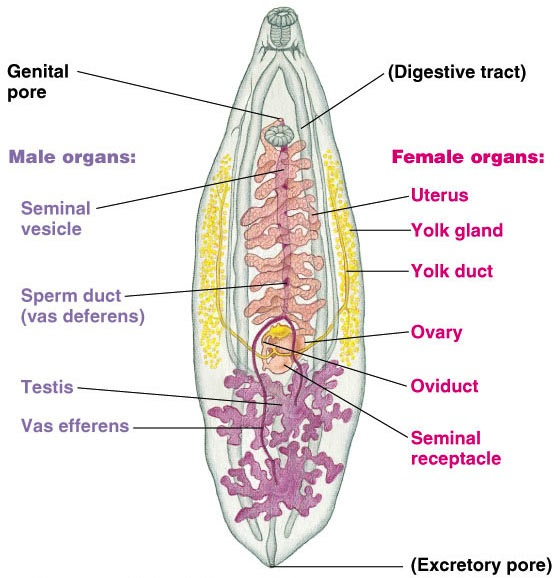 Genital
pore
(Digestive tract)
Male organs:
Female organs:
Seminal
vesicle
Uterus
Yolk gland
Yolk duct
Sperm duct
(vas deferens)
Ovary
Testis
Oviduct
Vas efferens
Seminal
receptacle
(Excretory pore)